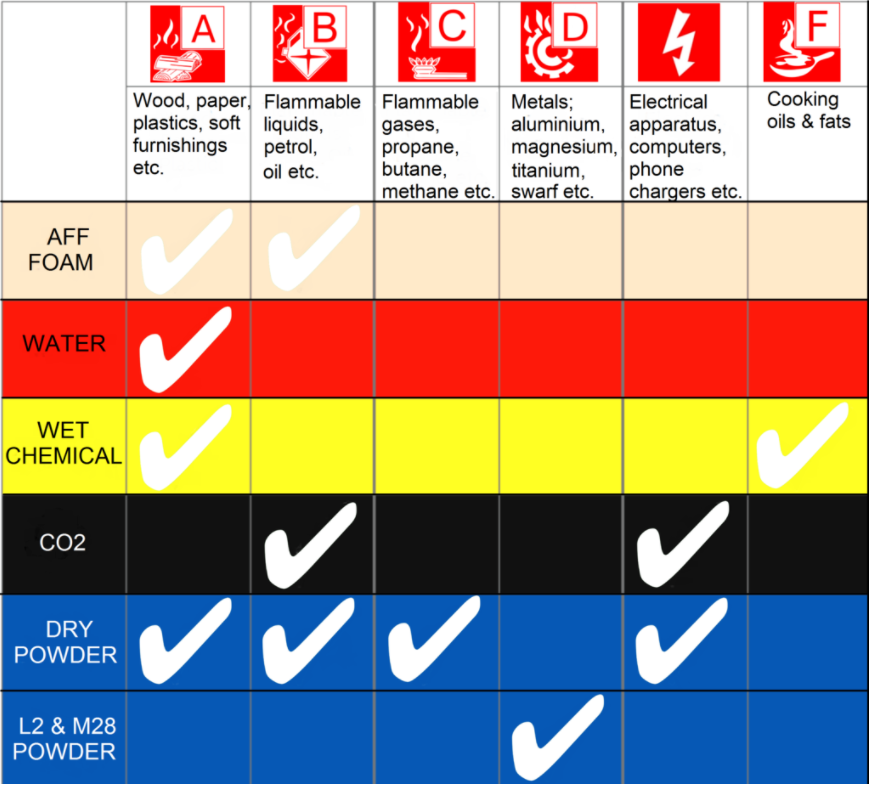 A
B
C
D
F
Wood, paper,
plastics, soft
furnishings
etc.
Flammable
liquids,
petrol,
oil etc.
Flammable
gases,
propane,
butane,
methane etc.
Metals;
aluminium,
magnesium,
titanium,
swarf etc.
Electrical
apparatus,
computers,
phone
chargers etc.
Cooking
oils & fats
AFF
FOAM
WATER
WET
CHEMICAL
CO2
DRY
POWDER
L2 & M28
POWDER